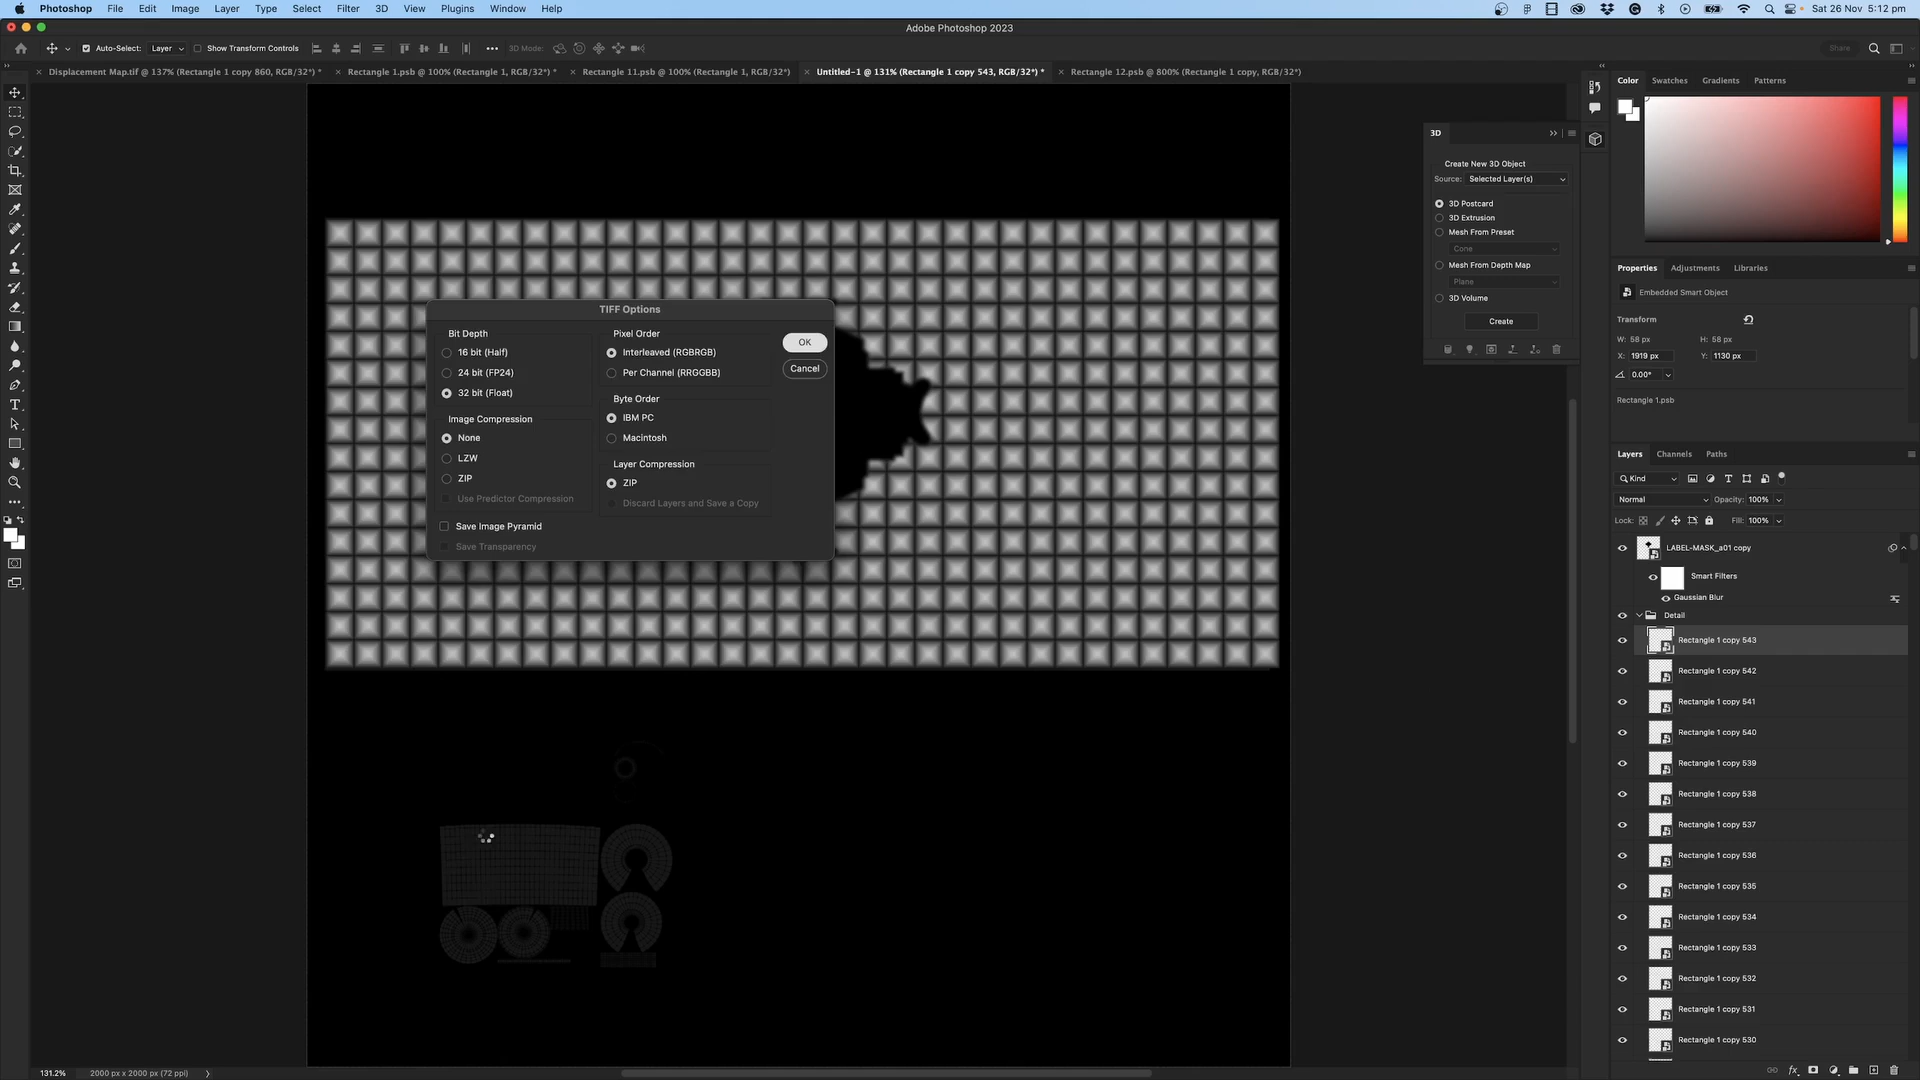 Photoshop File Edit Image Layer Type Select Filter 3D View Plugins Window Help Sat 26 Nov 5:12 pm
Adobe Photoshop 2023
Auto-Select: Layer Show Transform Controls 3D Mode: Share
Displacement Map.tif @ 137% (Rectangle 1 copy 860, RGB/32*) * Rectangle 1.psb @ 100% (Rectangle 1, RGB/32*) * Rectangle 11.psb @ 100% (Rectangle 1, RGB/32*) Untitled-1 @ 131% (Rectangle 1 copy 543, RGB/32*) * Rectangle 12.psb @ 800% (Rectangle 1 copy, RGB/32*)
TIFF Options
Bit Depth
16 bit (Half)
24 bit (FP24)
32 bit (Float)
Image Compression
None
LZW
ZIP
Use Predictor Compression
Save Image Pyramid
Save Transparency
Pixel Order
Interleaved (RGBRGB)
Per Channel (RRGGBB)
Byte Order
IBM PC
Macintosh
Layer Compression
ZIP
Discard Layers and Save a Copy
OK
Cancel
3D
Create New 3D Object
Source: Selected Layer(s)
3D Postcard
3D Extrusion
Mesh From Preset
Cone
Mesh From Depth Map
Plane
3D Volume
Create
Color Swatches Gradients Patterns
Properties Adjustments Libraries
Embedded Smart Object
Transform
W: 58 px H: 58 px
X: 1919 px Y: 1130 px
0.00°
Rectangle 1.psb
Layers Channels Paths
Kind
Normal Opacity: 100%
Lock: Fill: 100%
LABEL-MASK_a01 copy
Smart Filters
Gaussian Blur
Detail
Rectangle 1 copy 543
Rectangle 1 copy 542
Rectangle 1 copy 541
Rectangle 1 copy 540
Rectangle 1 copy 539
Rectangle 1 copy 538
Rectangle 1 copy 537
Rectangle 1 copy 536
Rectangle 1 copy 535
Rectangle 1 copy 534
Rectangle 1 copy 533
Rectangle 1 copy 532
Rectangle 1 copy 531
Rectangle 1 copy 530
131.2% 2000 px x 2000 px (72 ppi)